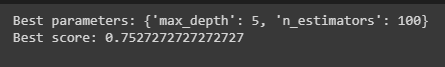 Best parameters: {'max_depth': 5, 'n_estimators': 100}
Best score: 0.7527272727272727